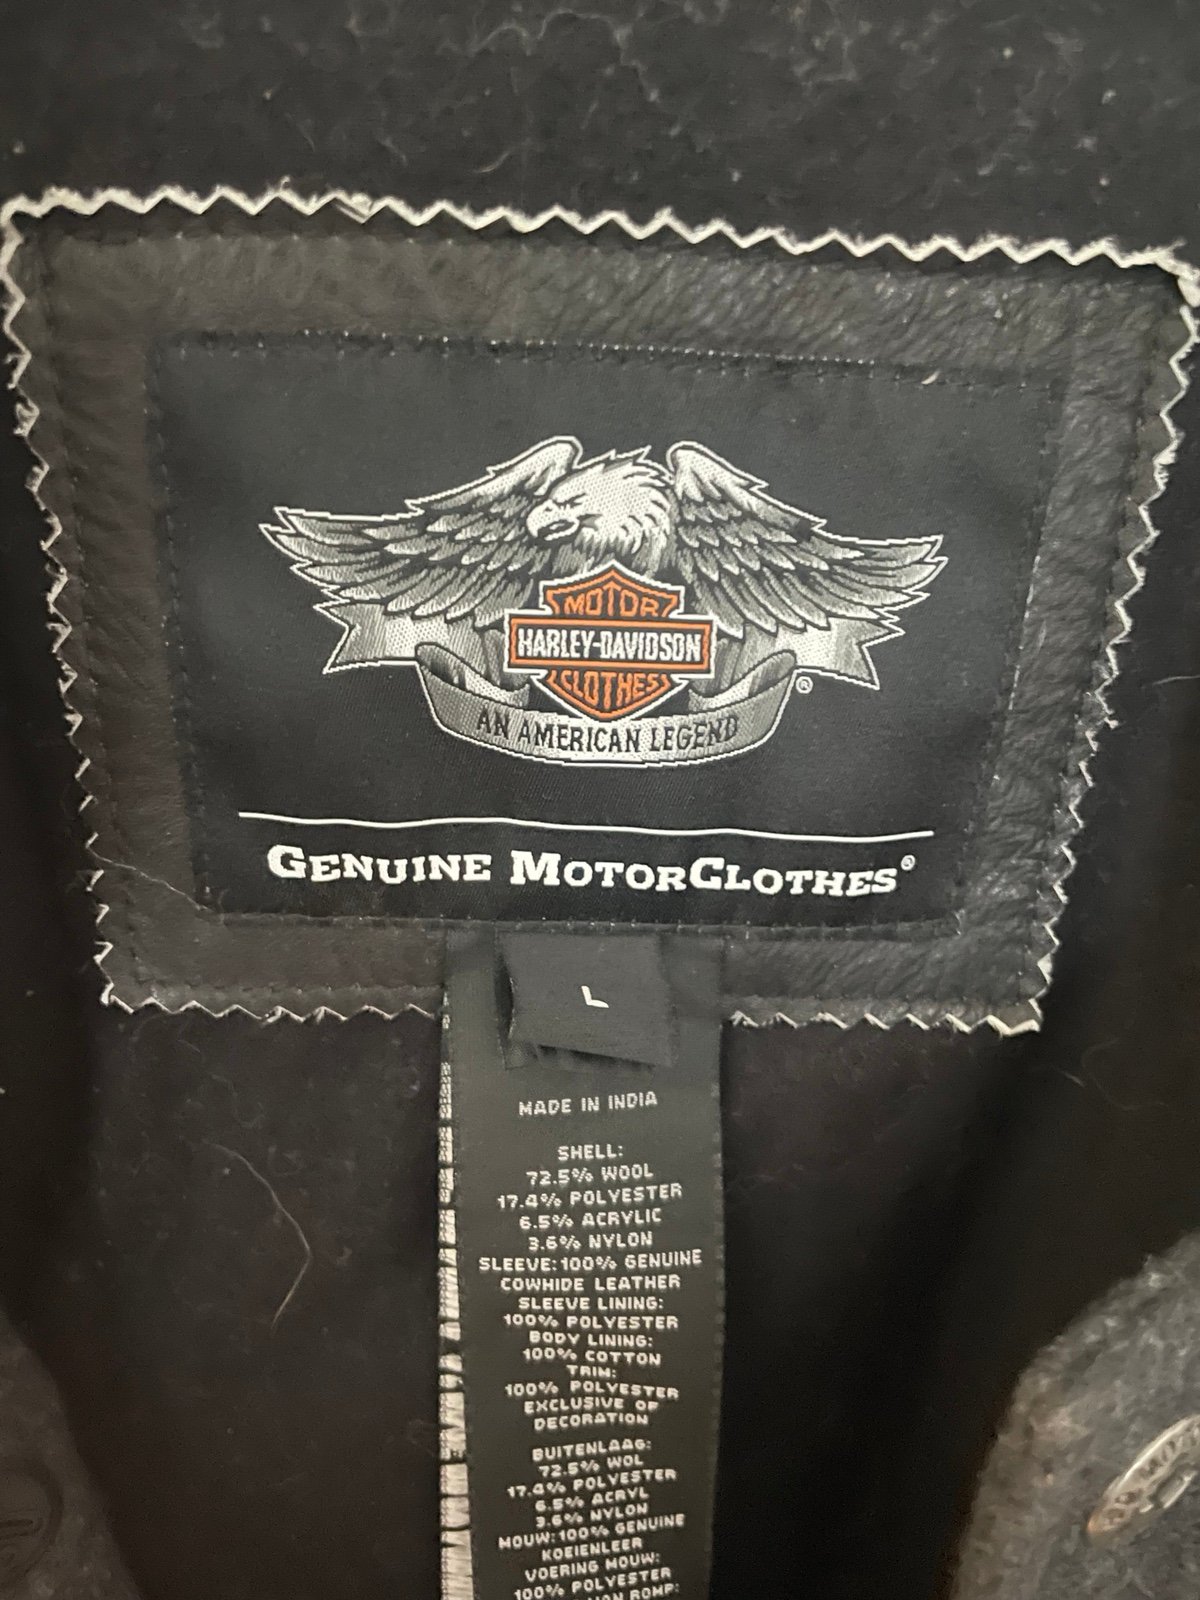 MOTOR
HARLEY-DAVIDSON
CLOTHES
®
AN AMERICAN LEGEND
GENUINE MOTORCLOTHES®
L
MADE IN INDIA
SHELL:
72.5% WOOL
17.4% POLYESTER
6.5% ACRYLIC
3.6% NYLON
SLEEVE: 100% GENUINE
COWHIDE LEATHER
SLEEVE LINING:
100% POLYESTER
BODY LINING:
100% COTTON
TRIM:
100% POLYESTER
EXCLUSIVE OF
DECORATION
BUITENLAAG:
72.5% WOL
17.4% POLYESTER
6.5% ACRYL
3.6% NYLON
MOUW: 100% GENUINE
KOEIENLEER
VOERING MOUW:
100% POLYESTER
ROMP: